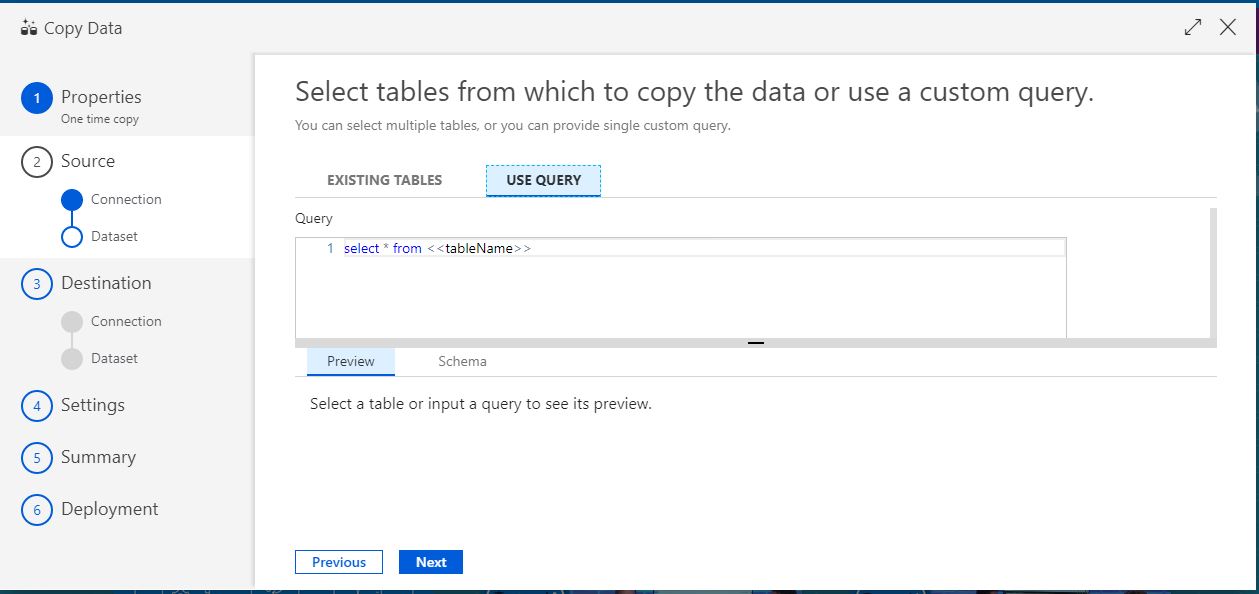 Copy Data
1 Properties
One time copy
2 Source
Connection
Dataset
3 Destination
Connection
Dataset
4 Settings
5 Summary
6 Deployment
Select tables from which to copy the data or use a custom query.
You can select multiple tables, or you can provide single custom query.
EXISTING TABLES USE QUERY
Query
1 select * from <<tableName>>
Preview Schema
Select a table or input a query to see its preview.
Previous Next